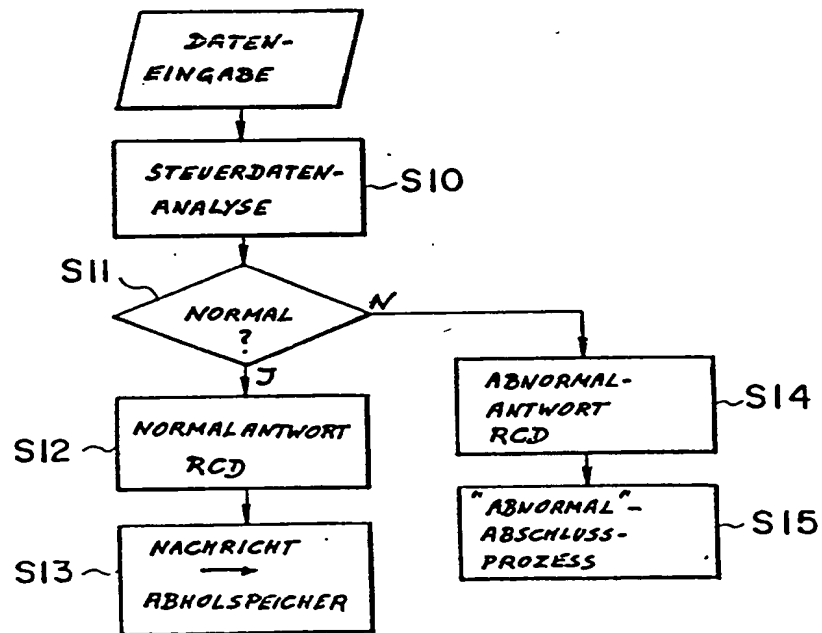 DATEN-
EINGABE
STEUERDATEN-
ANALYSE
S10
S11
NORMAL
?
N
J
NORMALANTWORT
RCD
S12
ABNORMAL-
ANTWORT
RCD
S14
NACHRICHT
→
ABHOLSPEICHER
S13
"ABNORMAL"-
ABSCHLUSS-
PROZESS
S15